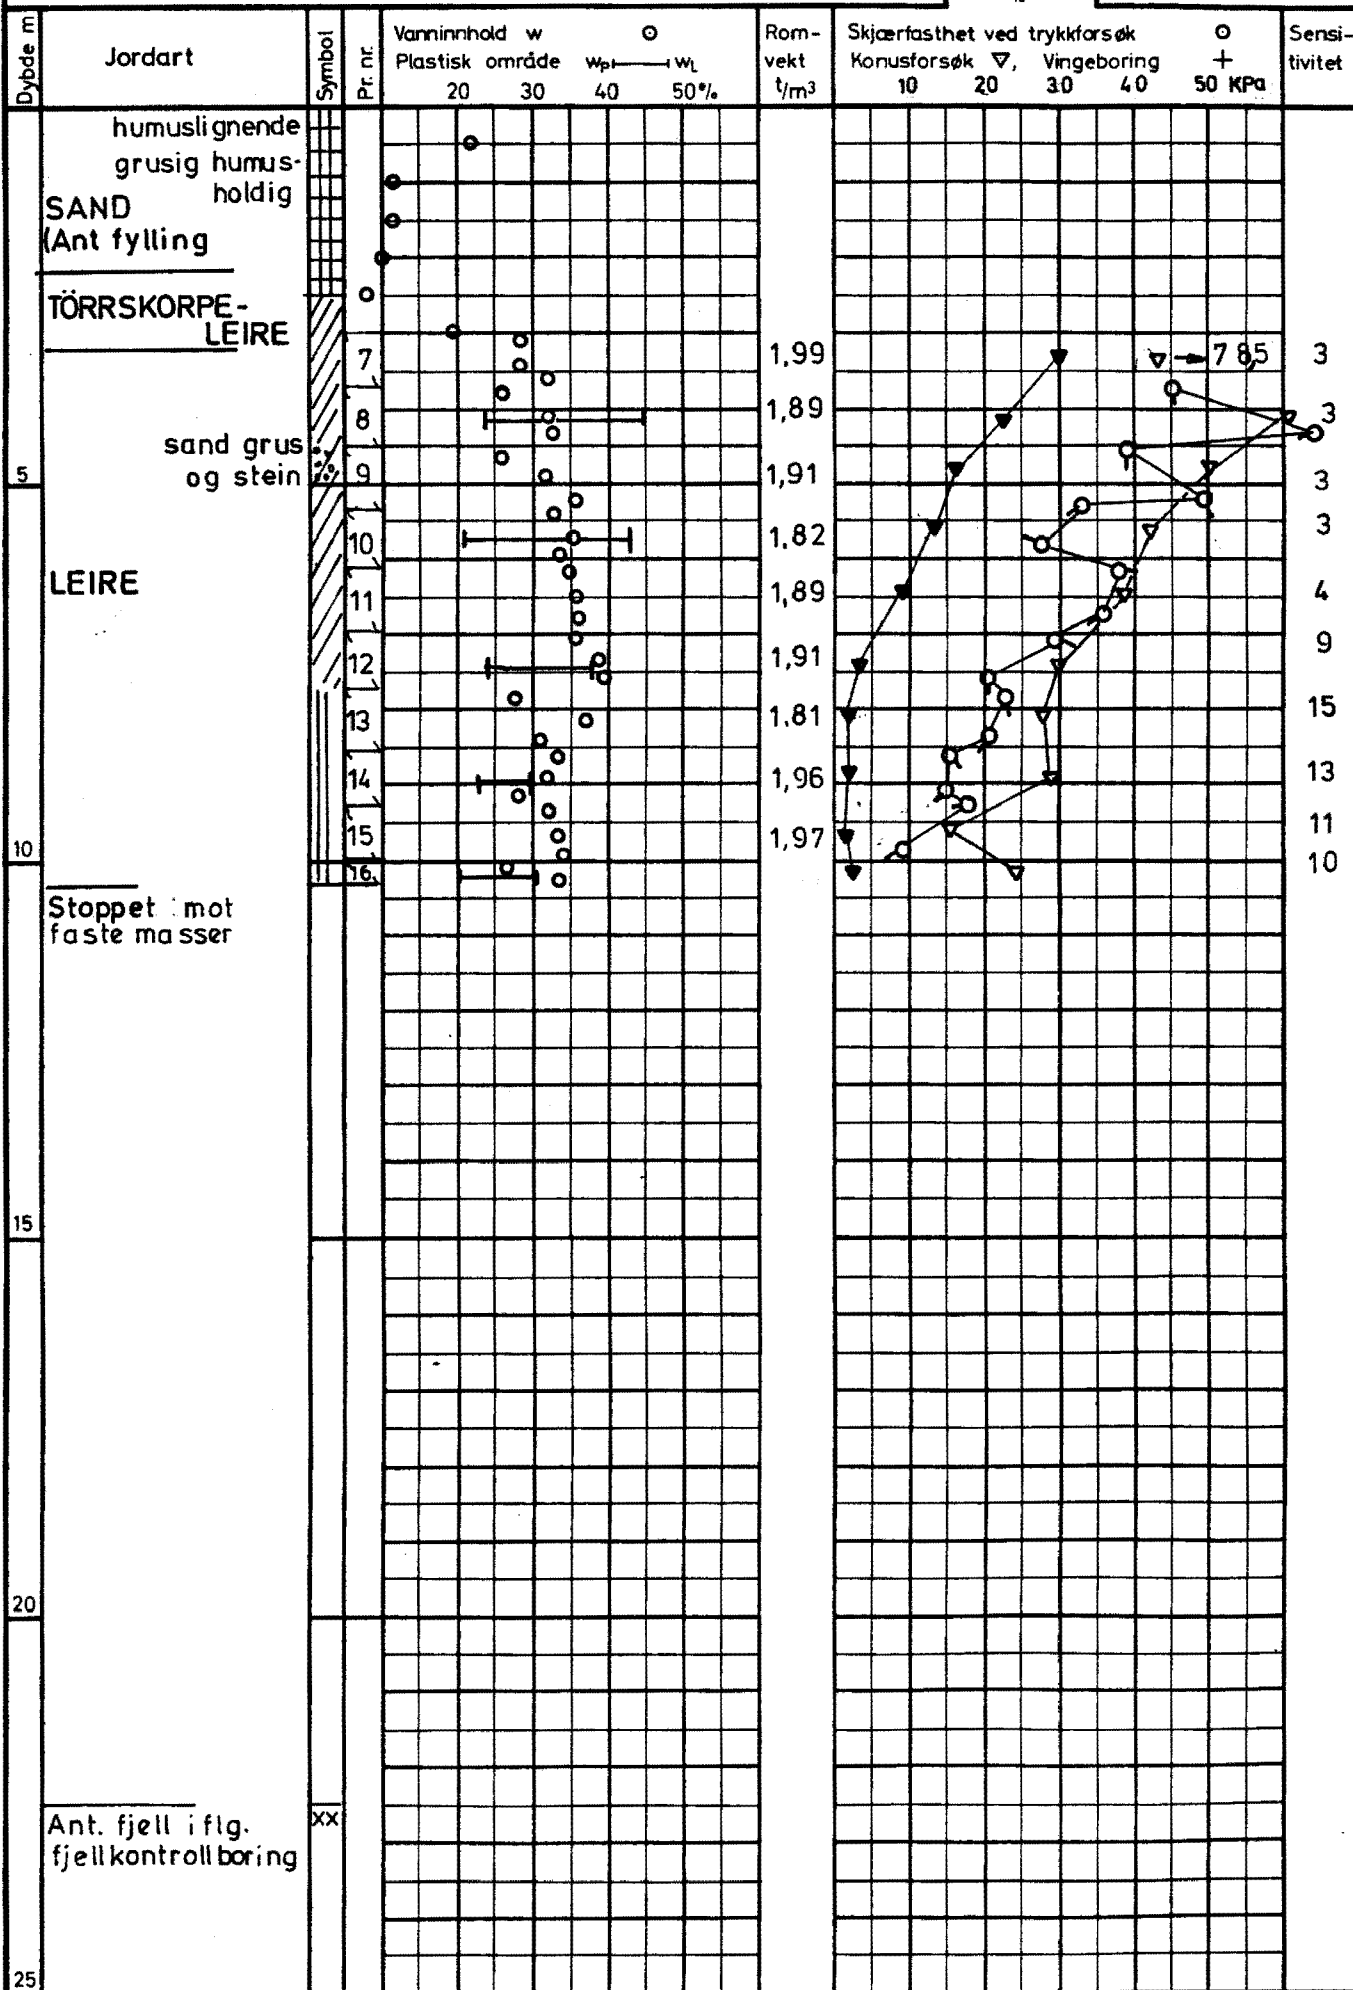 Dybde m
Jordart
Symbol
Pr. nr.
Vanninnhold w
Plastisk område wp wL
20 30 40 50%
Rom-
vekt
t/m³
Skjærfasthet ved trykkforsøk
Konusforsøk ▽, Vingeboring +
10 20 30 40 50 KPa
Sensi-
tivitet
humuslignende
grusig humus-
holdig
SAND
(Ant fylling
TÖRRSKORPE-
LEIRE
7 1,99 78,5 3
8 1,89 3
sand grus
og stein
5 9 1,91 3
10 1,82 3
LEIRE
11 1,89 4
12 1,91 9
13 1,81 15
14 1,96 13
15 1,97 11
10 16 10
Stoppet mot
faste masser
15
20
Ant. fjell iflg.
fjellkontrollboring
xx
25